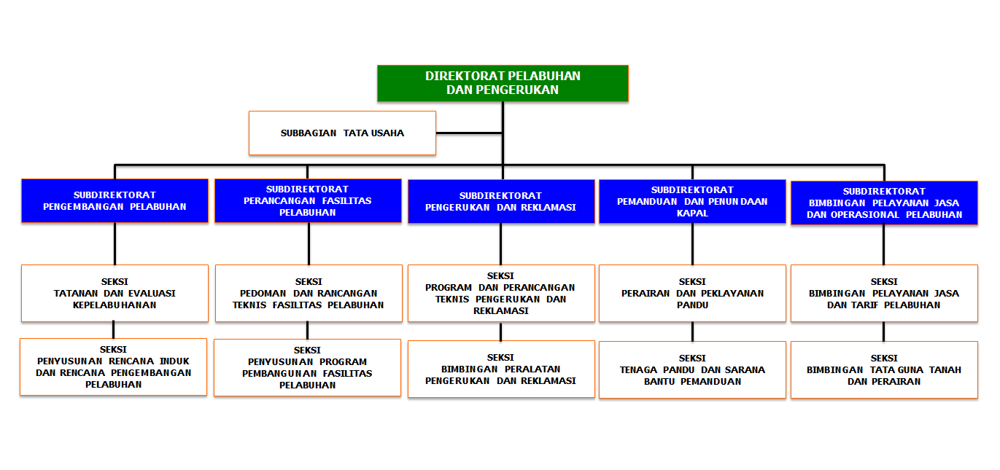 DIREKTORAT PELABUHAN
DAN PENGERUKAN
SUBBAGIAN TATA USAHA
SUBDIREKTORAT
PENGEMBANGAN PELABUHAN
SUBDIREKTORAT
PERANCANGAN FASILITAS
PELABUHAN
SUBDIREKTORAT
PENGERUKAN DAN REKLAMASI
SUBDIREKTORAT
PEMANDUAN DAN PENUNDAAN
KAPAL
SUBDIREKTORAT
BIMBINGAN PELAYANAN JASA
DAN OPERASIONAL PELABUHAN
SEKSI
TATANAN DAN EVALUASI
KEPELABUHANAN
SEKSI
PEDOMAN DAN RANCANGAN
TEKNIS FASILITAS PELABUHAN
SEKSI
PROGRAM DAN PERANCANGAN
TEKNIS PENGERUKAN DAN
REKLAMASI
SEKSI
PERAIRAN DAN PEKLAYANAN
PANDU
SEKSI
BIMBINGAN PELAYANAN JASA
DAN TARIF PELABUHAN
SEKSI
PENYUSUNAN RENCANA INDUK
DAN RENCANA PENGEMBANGAN
PELABUHAN
SEKSI
PENYUSUNAN PROGRAM
PEMBANGUNAN FASILITAS
PELABUHAN
SEKSI
BIMBINGAN PERALATAN
PENGERUKAN DAN REKLAMASI
SEKSI
TENAGA PANDU DAN SARANA
BANTU PEMANDUAN
SEKSI
BIMBINGAN TATA GUNA TANAH
DAN PERAIRAN